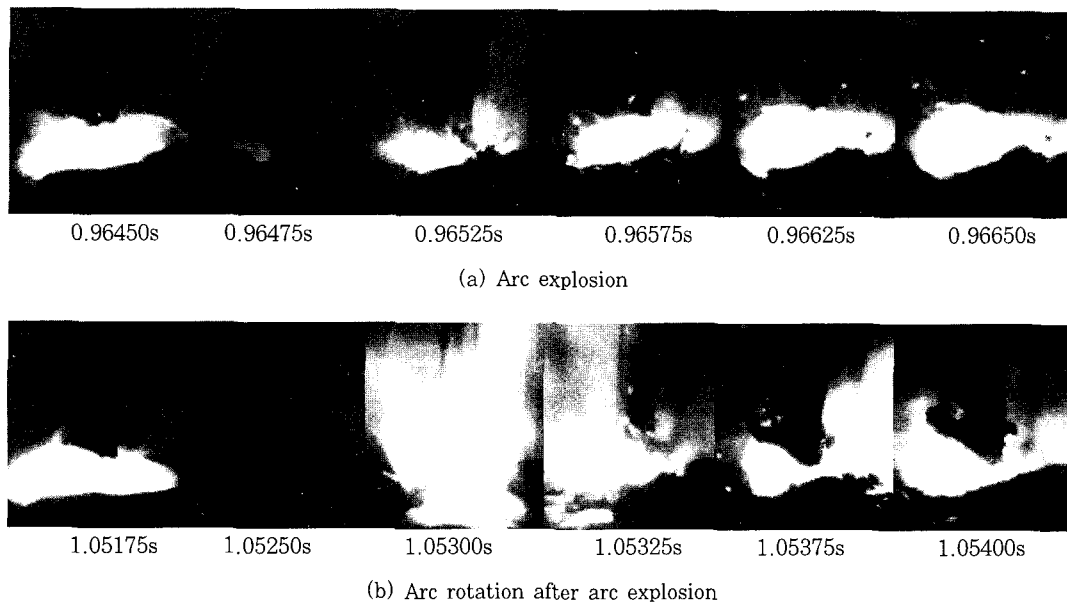 0.96450s 0.96475s 0.96525s 0.96575s 0.96625s 0.96650s
(a) Arc explosion
1.05175s 1.05250s 1.05300s 1.05325s 1.05375s 1.05400s
(b) Arc rotation after arc explosion